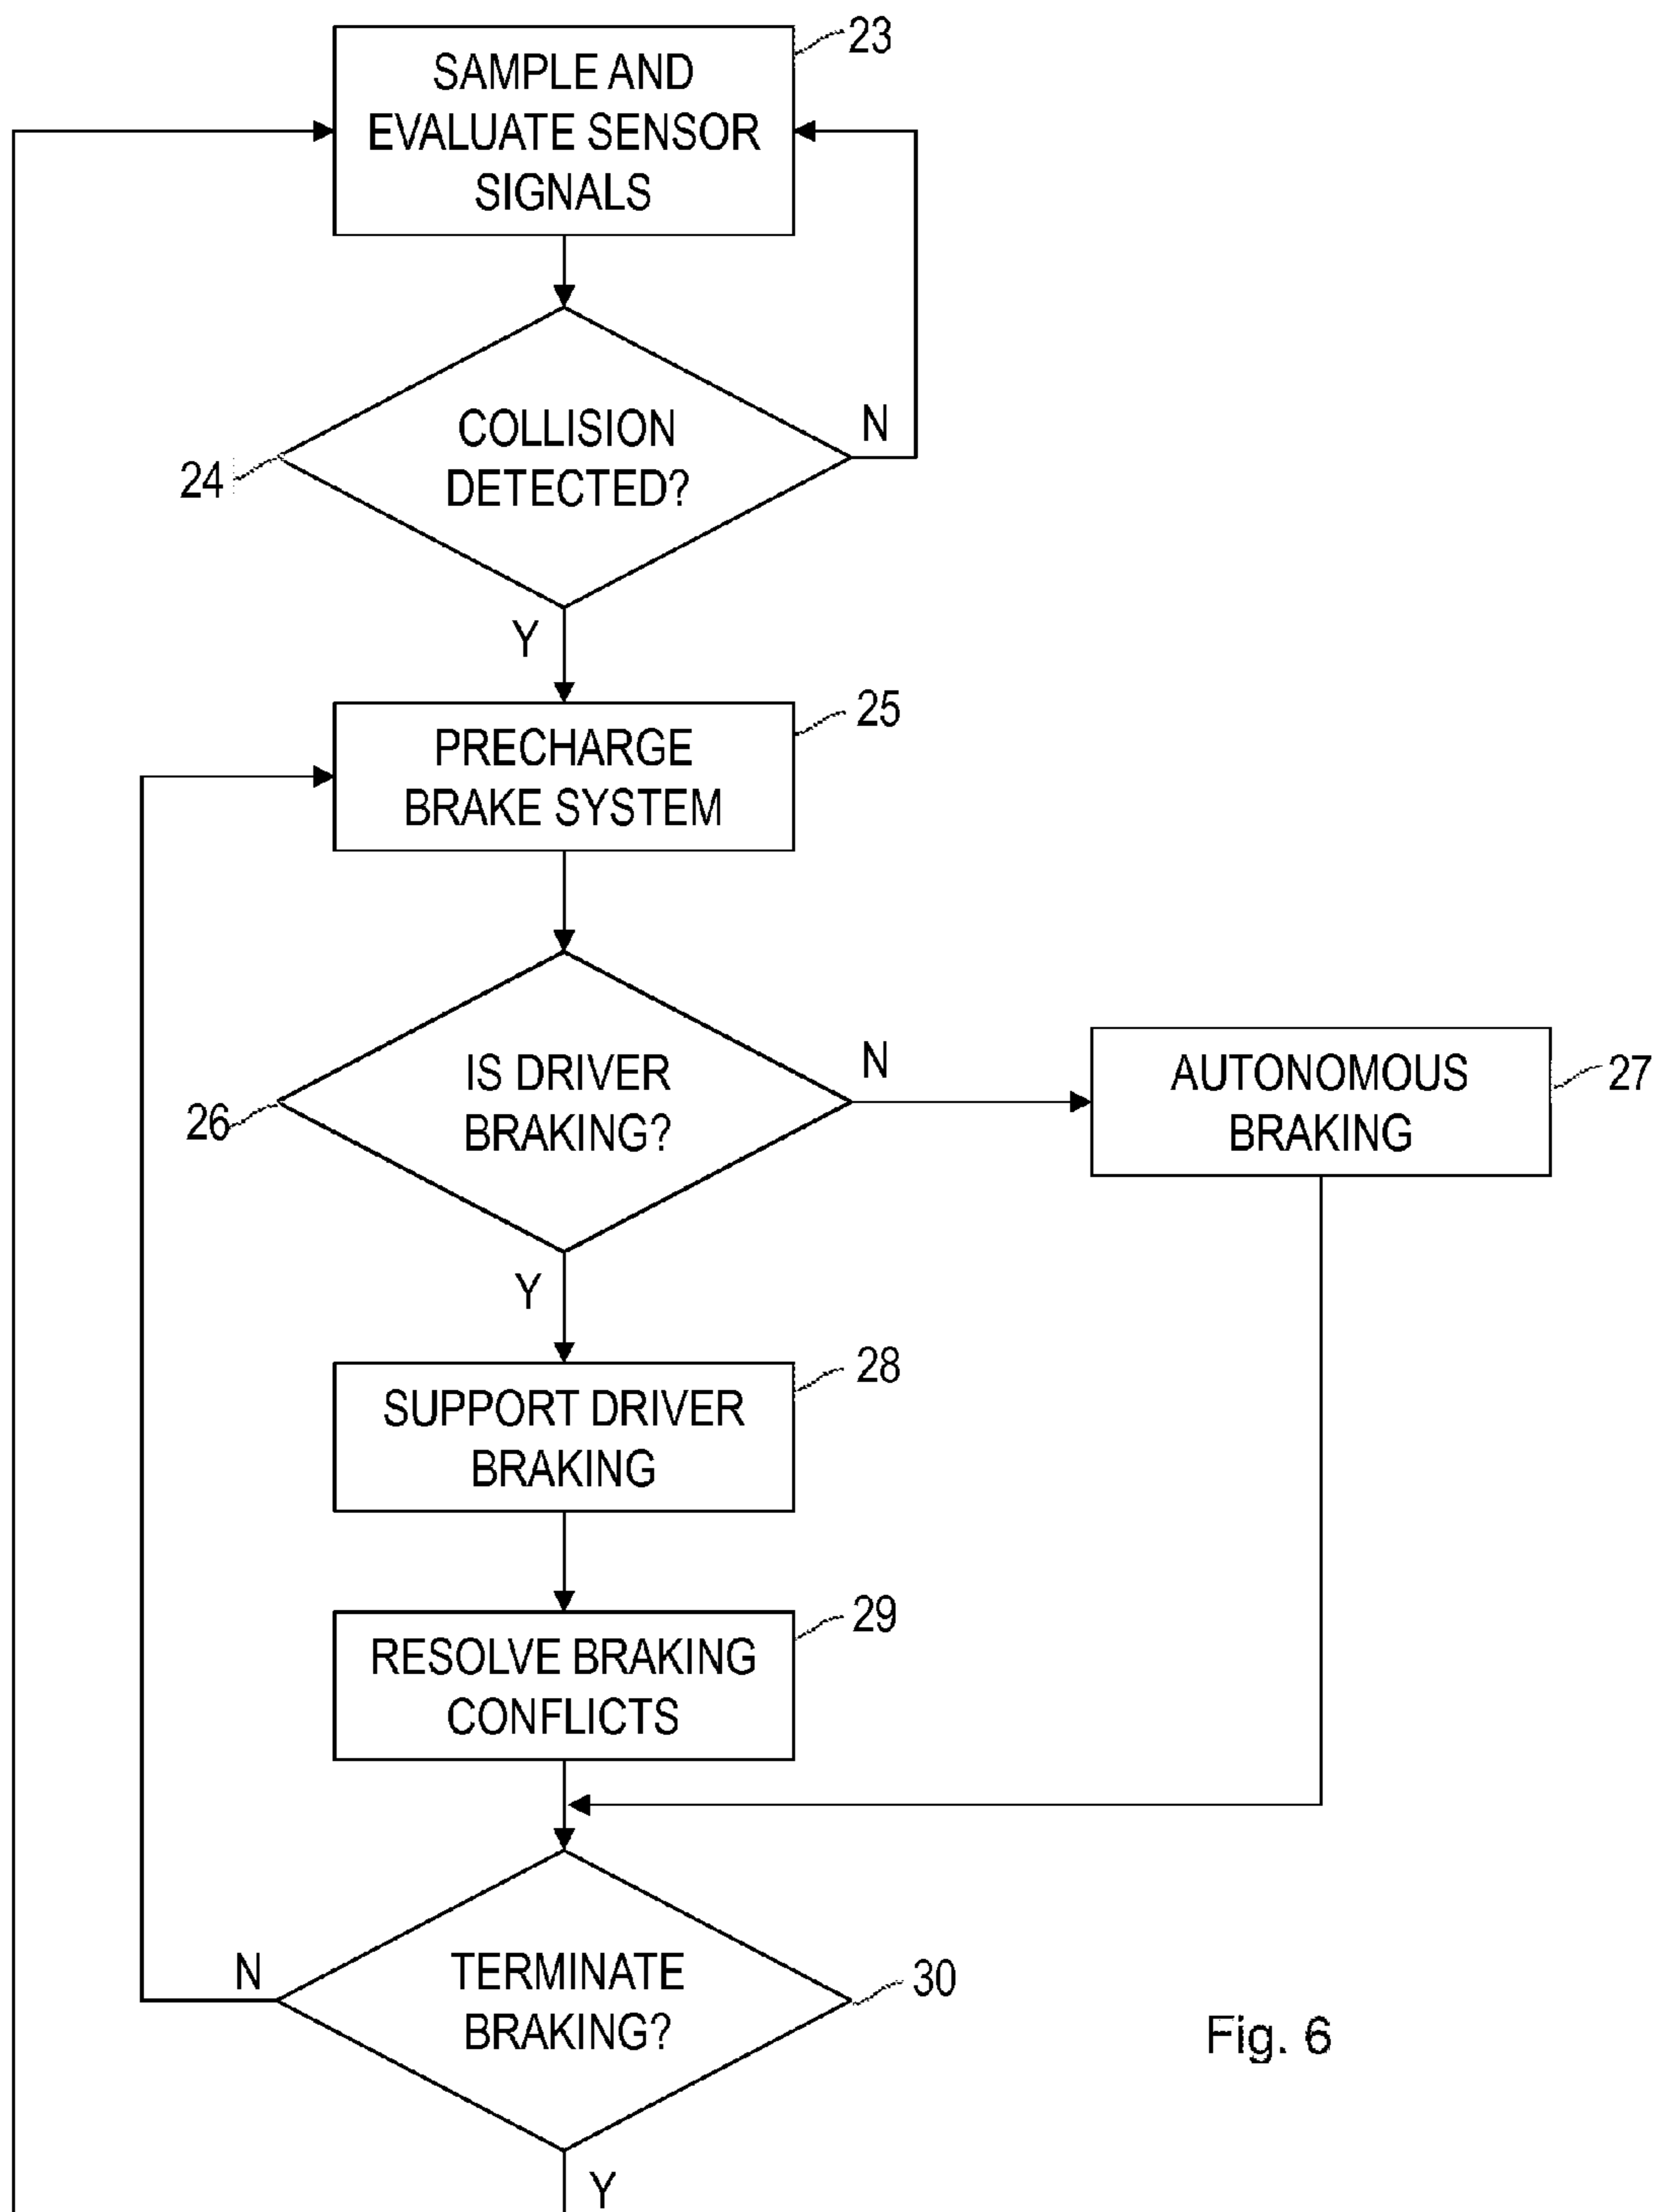 23
SAMPLE AND
EVALUATE SENSOR
SIGNALS
COLLISION
DETECTED?
N
24
Y
25
PRECHARGE
BRAKE SYSTEM
IS DRIVER
BRAKING?
N
26
AUTONOMOUS
BRAKING
27
Y
28
SUPPORT DRIVER
BRAKING
29
RESOLVE BRAKING
CONFLICTS
N
TERMINATE
BRAKING?
30
Fig. 6
Y